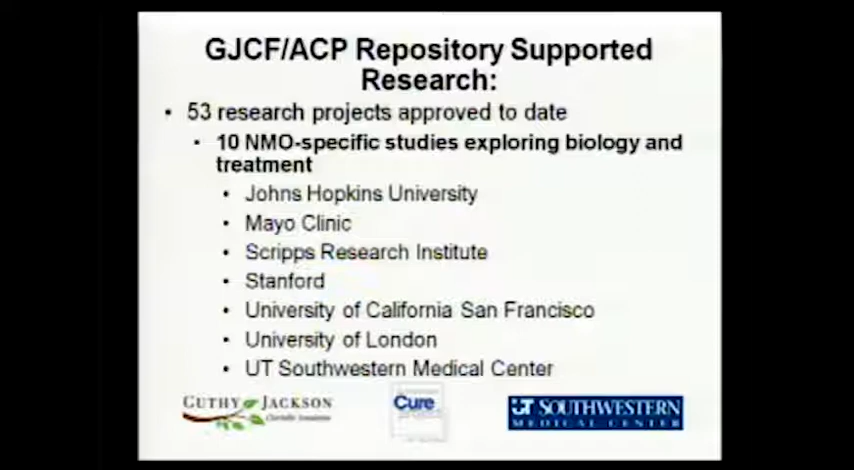 GJCF/ACP Repository Supported
Research:
• 53 research projects approved to date
• 10 NMO-specific studies exploring biology and
treatment
• Johns Hopkins University
• Mayo Clinic
• Scripps Research Institute
• Stanford
• University of California San Francisco
• University of London
• UT Southwestern Medical Center
GUTHY JACKSON
Cure
UT SOUTHWESTERN
MEDICAL CENTER